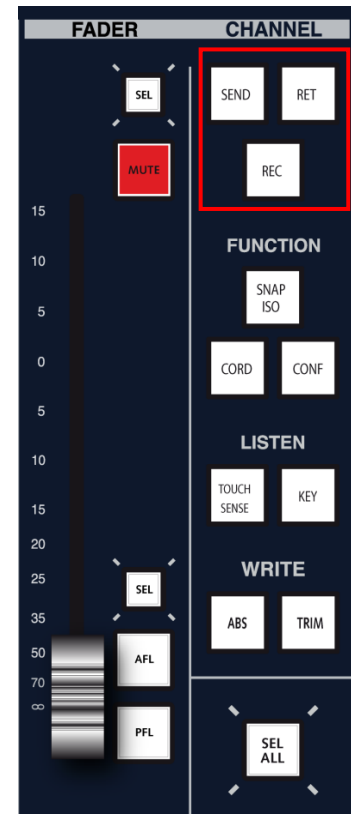 FADER
CHANNEL
SEL
MUTE
15
10
5
0
5
10
15
20
25
35
50
70
∞
SEL
AFL
PFL
SEND
RET
REC
FUNCTION
SNAP
ISO
CORD
CONF
LISTEN
TOUCH
SENSE
KEY
WRITE
ABS
TRIM
SEL
ALL